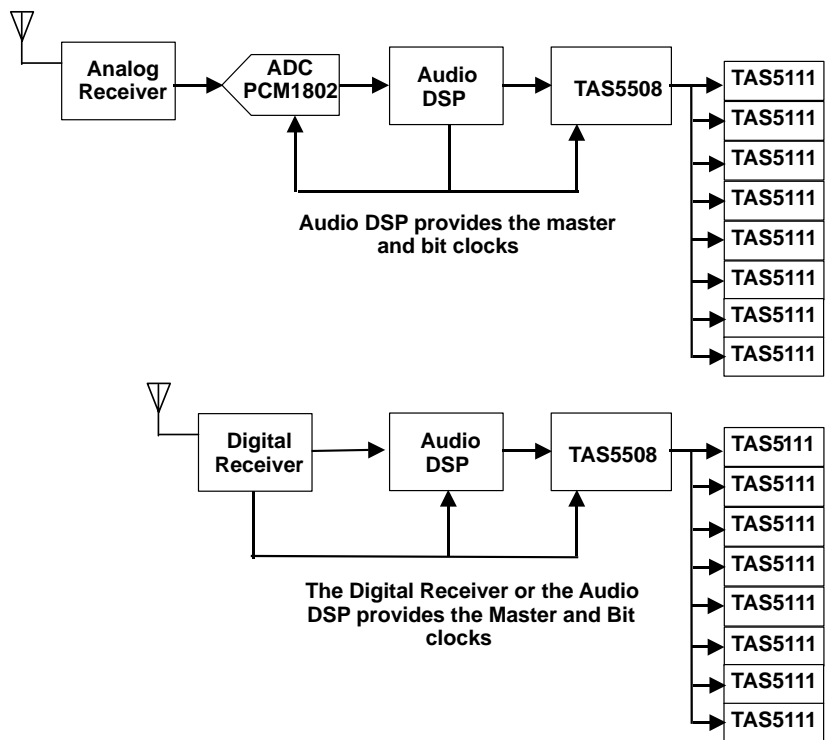 Analog
Receiver
ADC
PCM1802
Audio
DSP
TAS5508
TAS5111
TAS5111
TAS5111
TAS5111
TAS5111
TAS5111
TAS5111
TAS5111
Audio DSP provides the master
and bit clocks
Digital
Receiver
Audio
DSP
TAS5508
TAS5111
TAS5111
TAS5111
TAS5111
TAS5111
TAS5111
TAS5111
TAS5111
The Digital Receiver or the Audio
DSP provides the Master and Bit
clocks